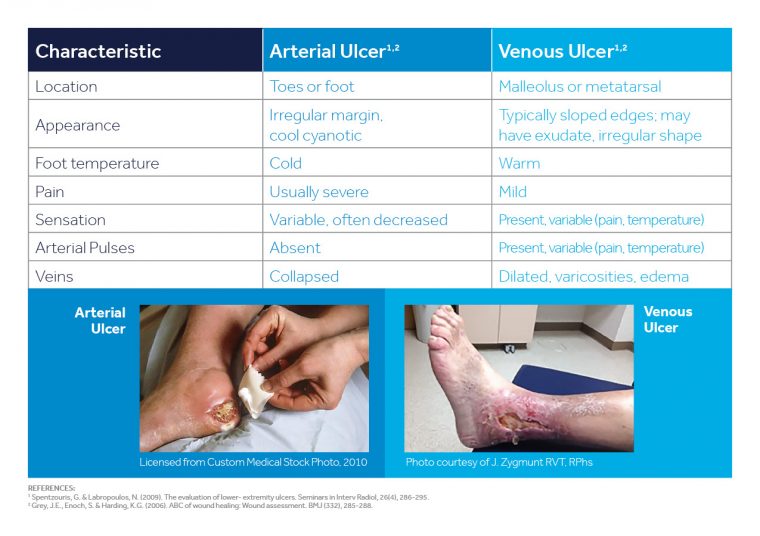 Characteristic Arterial Ulcer1,2 Venous Ulcer1,2
Location Toes or foot Malleolus or metatarsal
Appearance Irregular margin, cool cyanotic Typically sloped edges; may have exudate, irregular shape
Foot temperature Cold Warm
Pain Usually severe Mild
Sensation Variable, often decreased Present, variable (pain, temperature)
Arterial Pulses Absent Present, variable (pain, temperature)
Veins Collapsed Dilated, varicosities, edema
Arterial
Ulcer
Licensed from Custom Medical Stock Photo, 2010
Venous
Ulcer
Photo courtesy of J. Zygmunt RVT, RPhs
REFERENCES:
1 Spentzouris, G. & Labropoulos, N. (2009). The evaluation of lower- extremity ulcers. Seminars in Interv Radiol, 26(4), 286-295.
2 Grey, J.E., Enoch, S. & Harding, K.G. (2006). ABC of wound healing: Wound assessment. BMJ (332), 285-288.